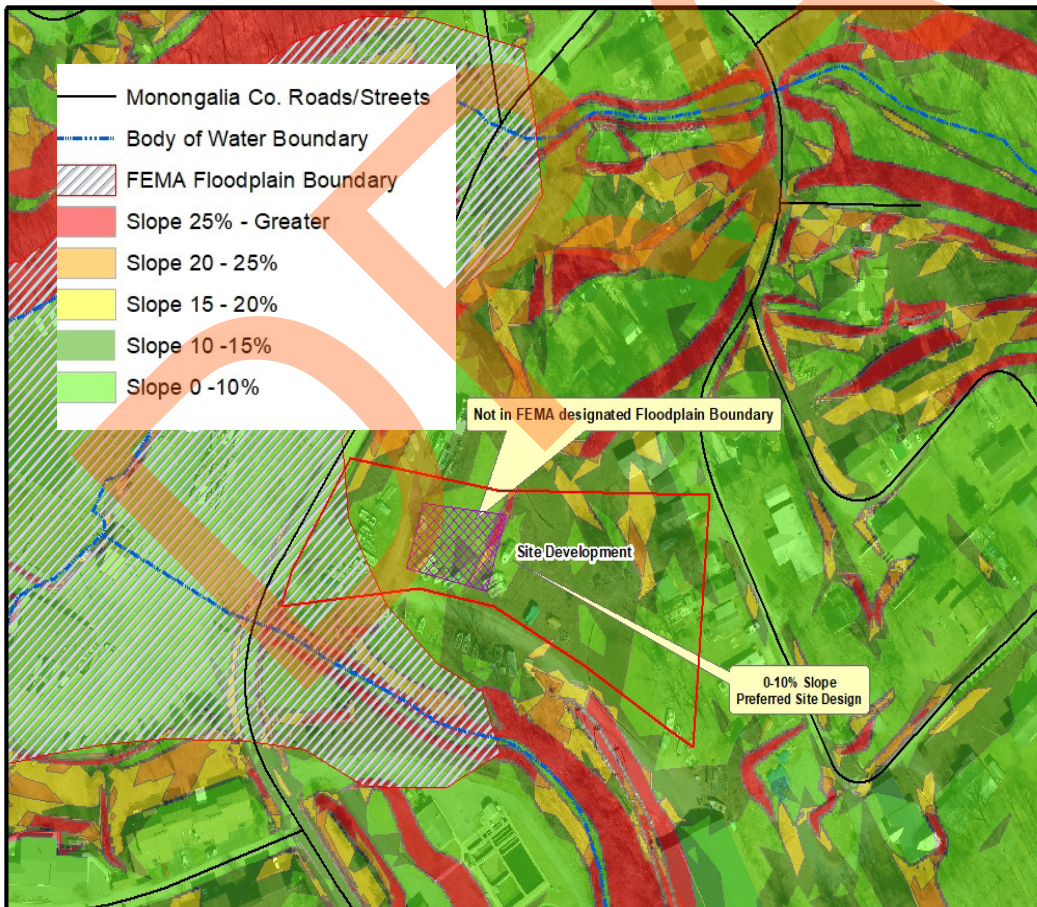 Monongalia Co. Roads/Streets
Body of Water Boundary
FEMA Floodplain Boundary
Slope 25% - Greater
Slope 20 - 25%
Slope 15 - 20%
Slope 10 -15%
Slope 0 -10%
Not in FEMA designated Floodplain Boundary
Site Development
0-10% Slope
Preferred Site Design